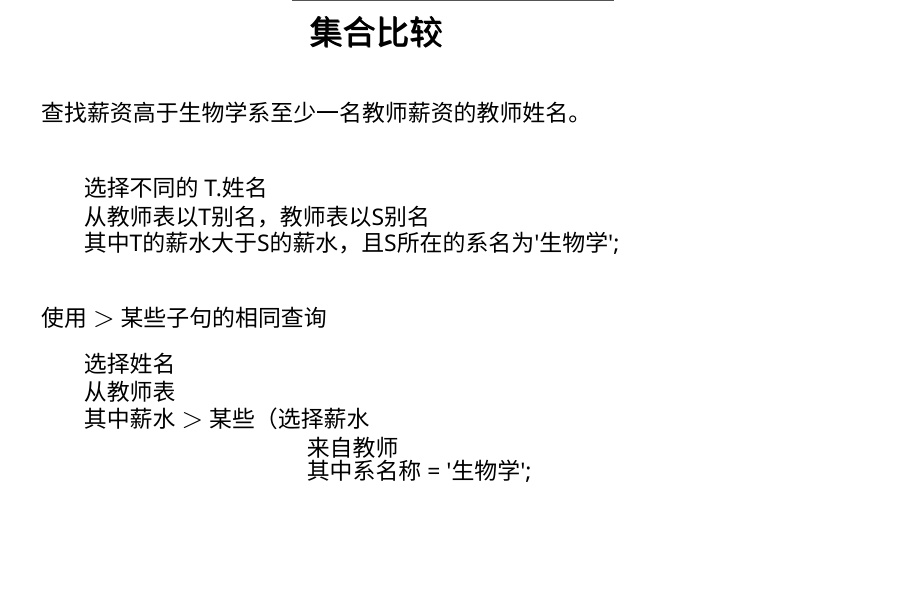 集合比较
查找薪资高于生物学系至少一名教师薪资的教师姓名。
选择不同的 T.姓名
从教师表以T别名，教师表以S别名
其中T的薪水大于S的薪水，且S所在的系名为'生物学';
使用 > 某些子句的相同查询
选择姓名
从教师表
其中薪水 > 某些（选择薪水
来自教师
其中系名称 = '生物学';